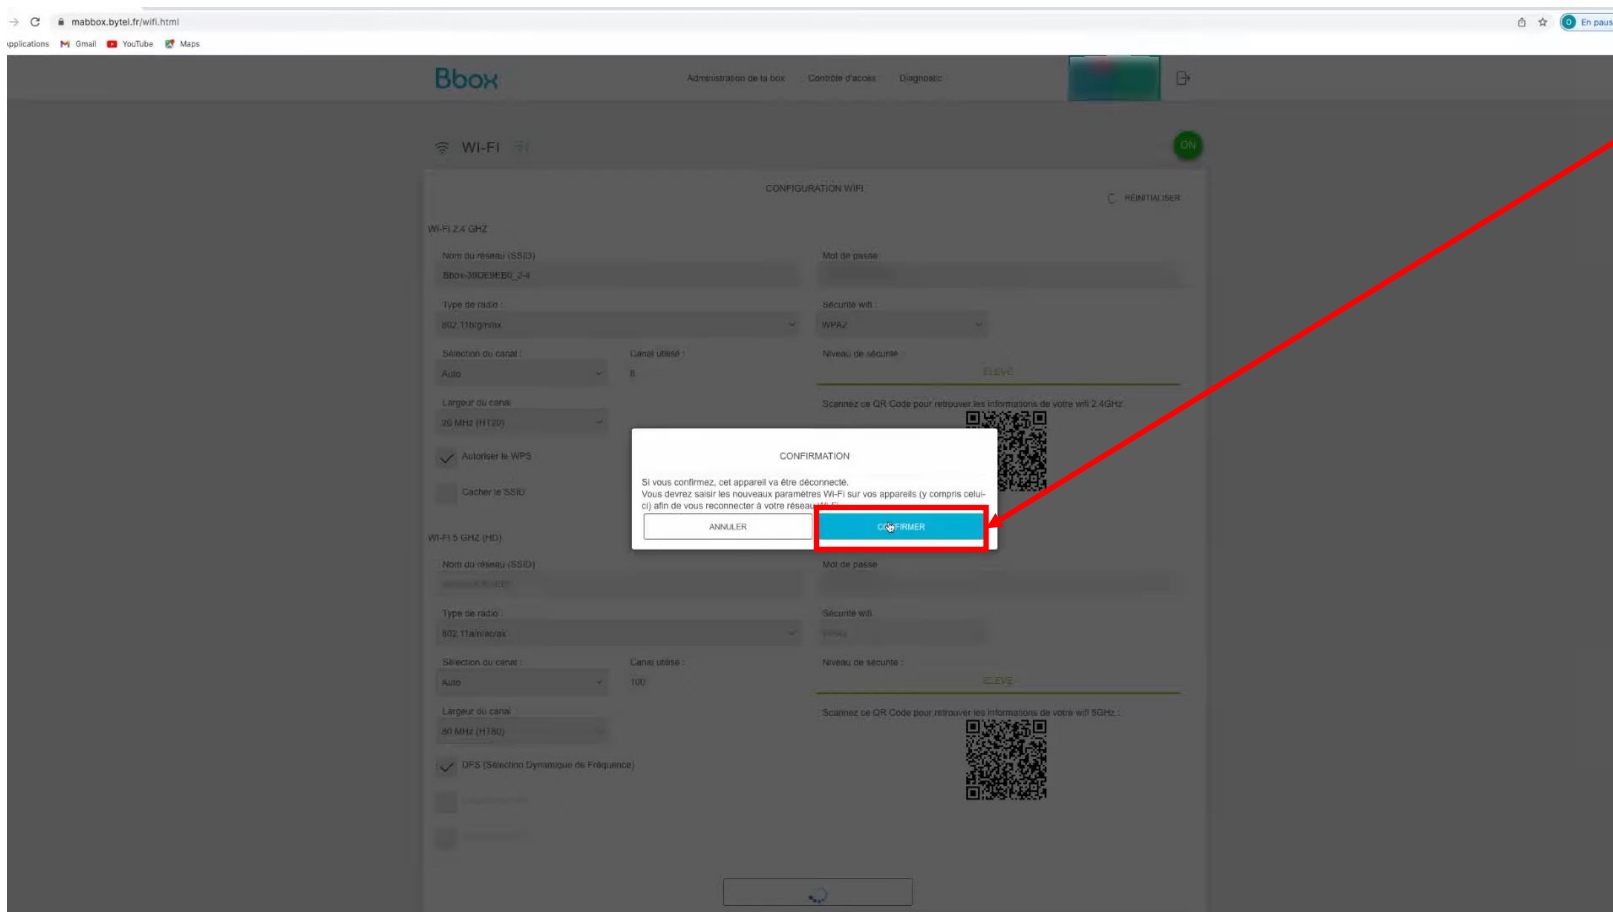 mabbox.bytel.fr/wifi.html
En paus
Applications Gmail YouTube Maps
Bbox
Administration de la box Contrôle d'accès Diagnostic
WI-FI
ON
CONFIGURATION WIFI
RÉINITIALISER
WI-FI 2.4 GHZ
Nom du réseau (SSID) Mot de passe
Type de radio : Sécurité wifi :
802.11b/g/n/ax WPA2
Sélection du canal : Canal utilisé : Niveau de sécurité :
Auto 6 ELEVÉ
Largeur du canal Scannez ce QR Code pour retrouver les informations de votre wifi 2.4GHz
20 MHz (HT20)
Autoriser le WPS
Cacher le SSID
CONFIRMATION
Si vous confirmez, cet appareil va être déconnecté.
Vous devrez saisir les nouveaux paramètres Wi-Fi sur vos appareils (y compris celui-
ci) afin de vous reconnecter à votre réseau Wi-Fi.
ANNULER CONFIRMER
WI-FI 5 GHZ (HD)
Nom du réseau (SSID) Mot de passe
Type de radio : Sécurité wifi
802.11a/n/ac/ax
Sélection du canal : Canal utilisé : Niveau de sécurité :
Auto 100 ELEVÉ
Largeur du canal Scannez ce QR Code pour retrouver les informations de votre wifi 5GHz :
80 MHz (HT80)
DFS (Sélection Dynamique de Fréquence)